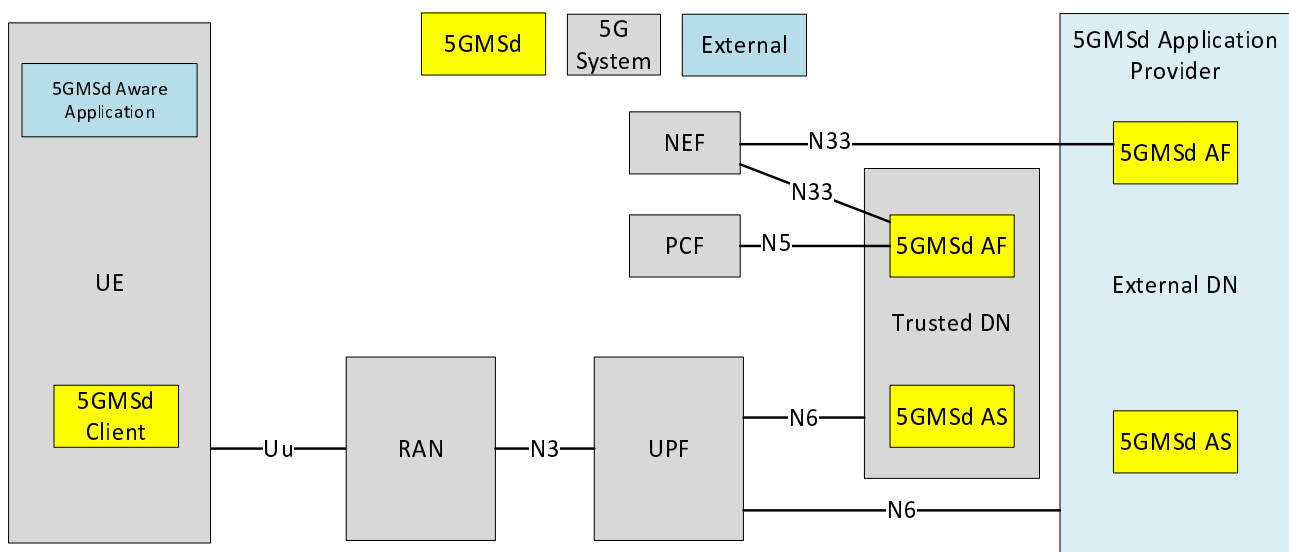 5GMSd
5G
System
External
5GMSd Application
Provider
5GMSd Aware
Application
NEF
N33
5GMSd AF
N33
PCF
N5
5GMSd AF
UE
External DN
Trusted DN
5GMSd
Client
5GMSd AS
N6
5GMSd AS
Uu
RAN
N3
UPF
N6